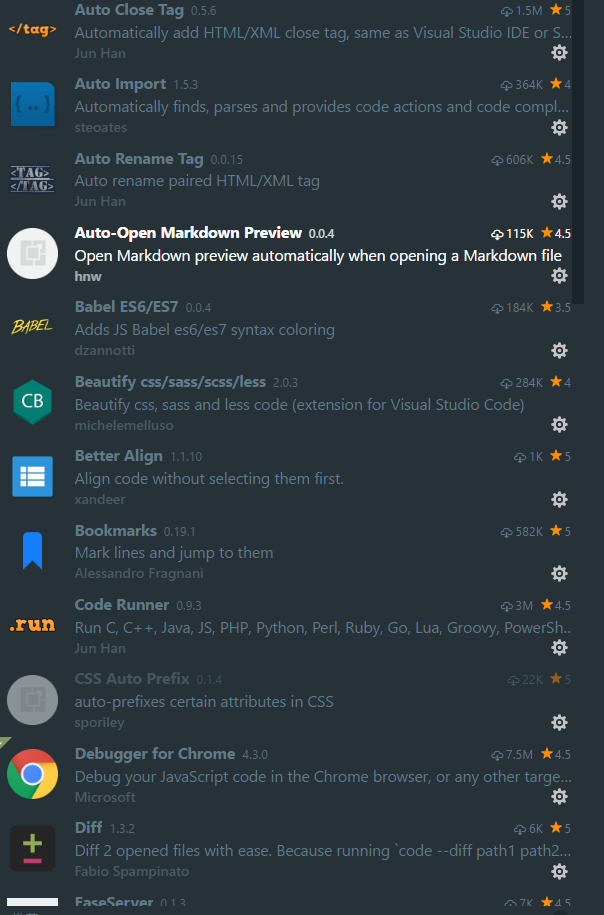 </tag>
Auto Close Tag 0.5.6 1.5M 5
Automatically add HTML/XML close tag, same as Visual Studio IDE or S...
Jun Han
{..}
Auto Import 1.5.3 364K 4
Automatically finds, parses and provides code actions and code compl...
steoates
<TAG>
</TAG>
Auto Rename Tag 0.0.15 606K 4.5
Auto rename paired HTML/XML tag
Jun Han
Auto-Open Markdown Preview 0.0.4 115K 4.5
Open Markdown preview automatically when opening a Markdown file
hnw
BABEL
Babel ES6/ES7 0.0.4 184K 3.5
Adds JS Babel es6/es7 syntax coloring
dzannotti
CB
Beautify css/sass/scss/less 2.0.3 284K 4
Beautify css, sass and less code (extension for Visual Studio Code)
michelemelluso
Better Align 1.1.10 1K 5
Align code without selecting them first.
xandeer
Bookmarks 0.19.1 582K 5
Mark lines and jump to them
Alessandro Fragnani
.run
Code Runner 0.9.3 3M 4.5
Run C, C++, Java, JS, PHP, Python, Perl, Ruby, Go, Lua, Groovy, PowerSh...
Jun Han
CSS Auto Prefix 0.1.4 22K 5
auto-prefixes certain attributes in CSS
sporiley
Debugger for Chrome 4.3.0 7.5M 4.5
Debug your JavaScript code in the Chrome browser, or any other targe...
Microsoft
Diff 1.3.2 6K 5
Diff 2 opened files with ease. Because running `code --diff path1 path2...
Fabio Spampinato
EaseServer 0.1.3 7K 4.5